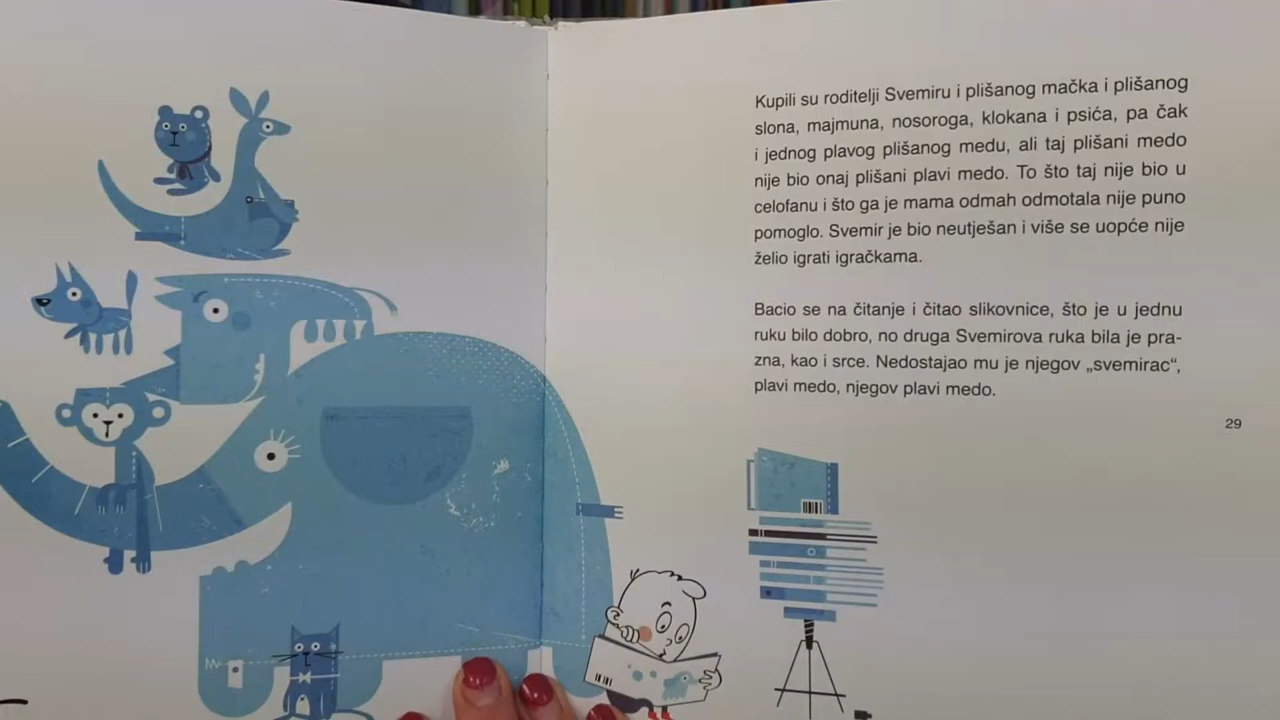 Kupili su roditelji Svemiru i plišanog mačka i plišanog
slona, majmuna, nosoroga, klokana i psića, pa čak
i jednog plavog plišanog medu, ali taj plišani medo
nije bio onaj plišani plavi medo. To što taj nije bio u
celofanu i što ga je mama odmah odmotala nije puno
pomoglo. Svemir je bio neutješan i više se uopće nije
želio igrati igračkama.
Bacio se na čitanje i čitao slikovnice, što je u jednu
ruku bilo dobro, no druga Svemirova ruka bila je pra-
zna, kao i srce. Nedostajao mu je njegov „svemirac“,
plavi medo, njegov plavi medo.
29